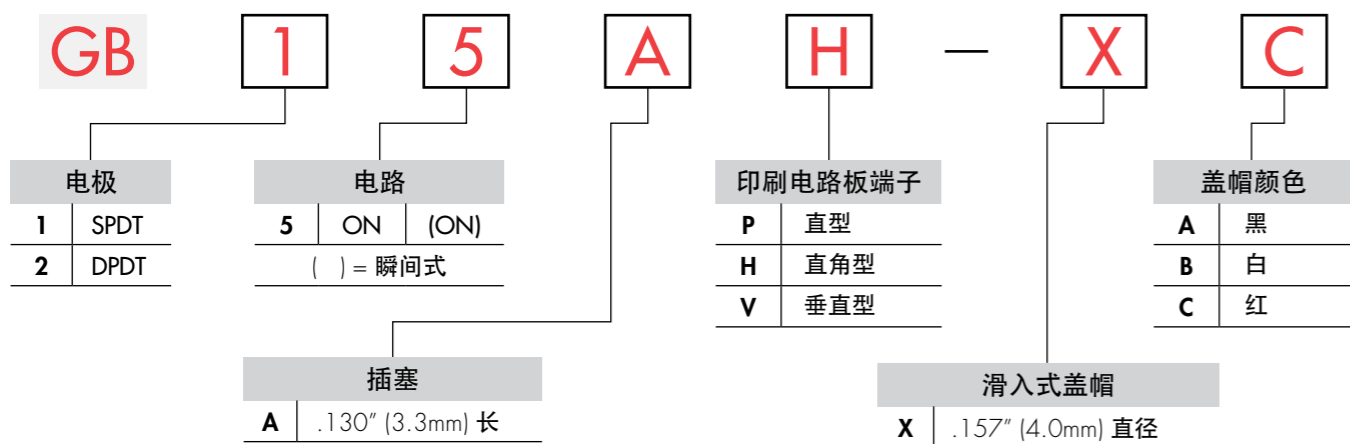 GB 1 5 A H — X C
电极
1 SPDT
2 DPDT
电路
5 ON (ON)
( ) = 瞬间式
印刷电路板端子
P 直型
H 直角型
V 垂直型
盖帽颜色
A 黑
B 白
C 红
插塞
A .130" (3.3mm) 长
滑入式盖帽
X .157" (4.0mm) 直径